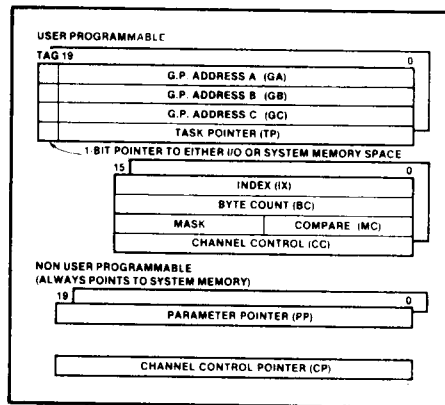 USER PROGRAMMABLE
TAG 19 0
G.P. ADDRESS A (GA)
G.P. ADDRESS B (GB)
G.P. ADDRESS C (GC)
TASK POINTER (TP)
1-BIT POINTER TO EITHER I/O OR SYSTEM MEMORY SPACE
15 0
INDEX (IX)
BYTE COUNT (BC)
MASK COMPARE (MC)
CHANNEL CONTROL (CC)
NON USER PROGRAMMABLE
(ALWAYS POINTS TO SYSTEM MEMORY)
19 0
PARAMETER POINTER (PP)
CHANNEL CONTROL POINTER (CP)